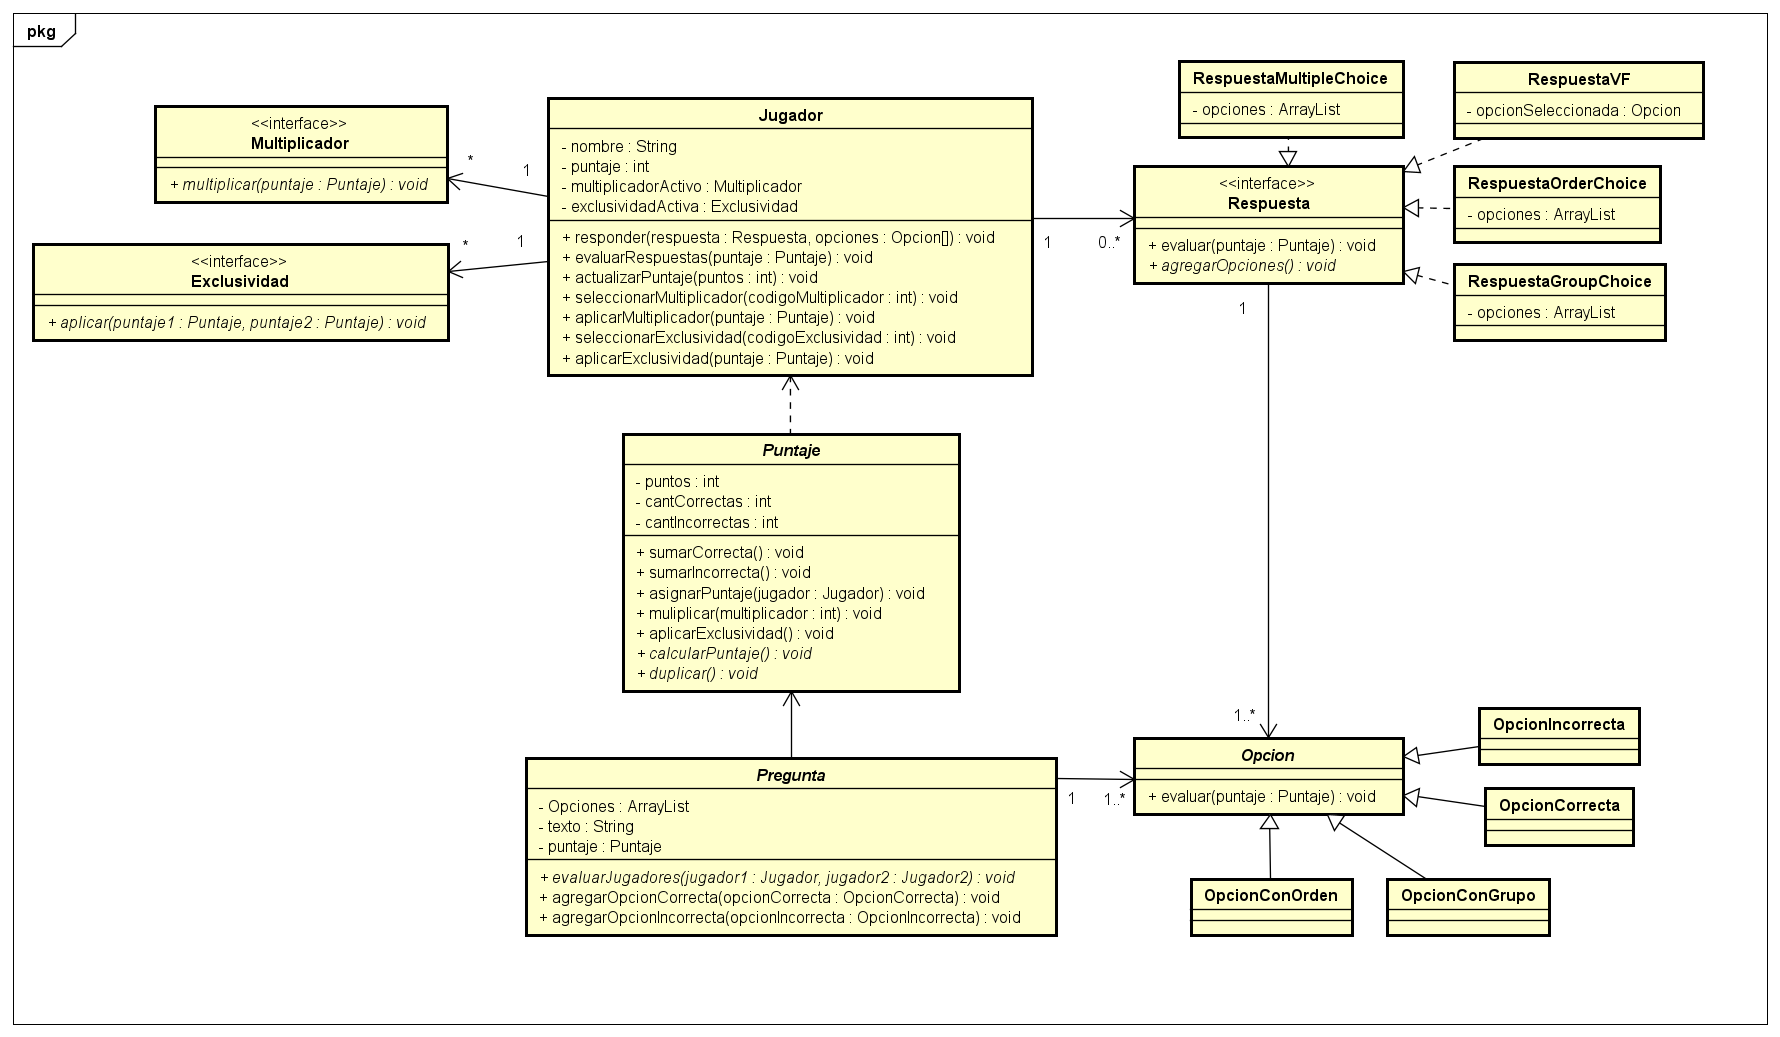 pkg
<<interface>>
Multiplicador
+ multiplicar(puntaje : Puntaje) : void
*
1
<<interface>>
Exclusividad
+ aplicar(puntaje1 : Puntaje, puntaje2 : Puntaje) : void
*
1
Jugador
- nombre : String
- puntaje : int
- multiplicadorActivo : Multiplicador
- exclusividadActiva : Exclusividad
+ responder(respuesta : Respuesta, opciones : Opcion[]) : void
+ evaluarRespuestas(puntaje : Puntaje) : void
+ actualizarPuntaje(puntos : int) : void
+ seleccionarMultiplicador(codigoMultiplicador : int) : void
+ aplicarMultiplicador(puntaje : Puntaje) : void
+ seleccionarExclusividad(codigoExclusividad : int) : void
+ aplicarExclusividad(puntaje : Puntaje) : void
1
0..*
RespuestaMultipleChoice
- opciones : ArrayList
RespuestaVF
- opcionSeleccionada : Opcion
<<interface>>
Respuesta
+ evaluar(puntaje : Puntaje) : void
+ agregarOpciones() : void
RespuestaOrderChoice
- opciones : ArrayList
RespuestaGroupChoice
- opciones : ArrayList
1
1..*
Puntaje
- puntos : int
- cantCorrectas : int
- cantIncorrectas : int
+ sumarCorrecta() : void
+ sumarIncorrecta() : void
+ asignarPuntaje(jugador : Jugador) : void
+ muliplicar(multiplicador : int) : void
+ aplicarExclusividad() : void
+ calcularPuntaje() : void
+ duplicar() : void
Pregunta
- Opciones : ArrayList
- texto : String
- puntaje : Puntaje
+ evaluarJugadores(jugador1 : Jugador, jugador2 : Jugador2) : void
+ agregarOpcionCorrecta(opcionCorrecta : OpcionCorrecta) : void
+ agregarOpcionIncorrecta(opcionIncorrecta : OpcionIncorrecta) : void
1
1..*
Opcion
+ evaluar(puntaje : Puntaje) : void
OpcionIncorrecta
OpcionCorrecta
OpcionConOrden
OpcionConGrupo